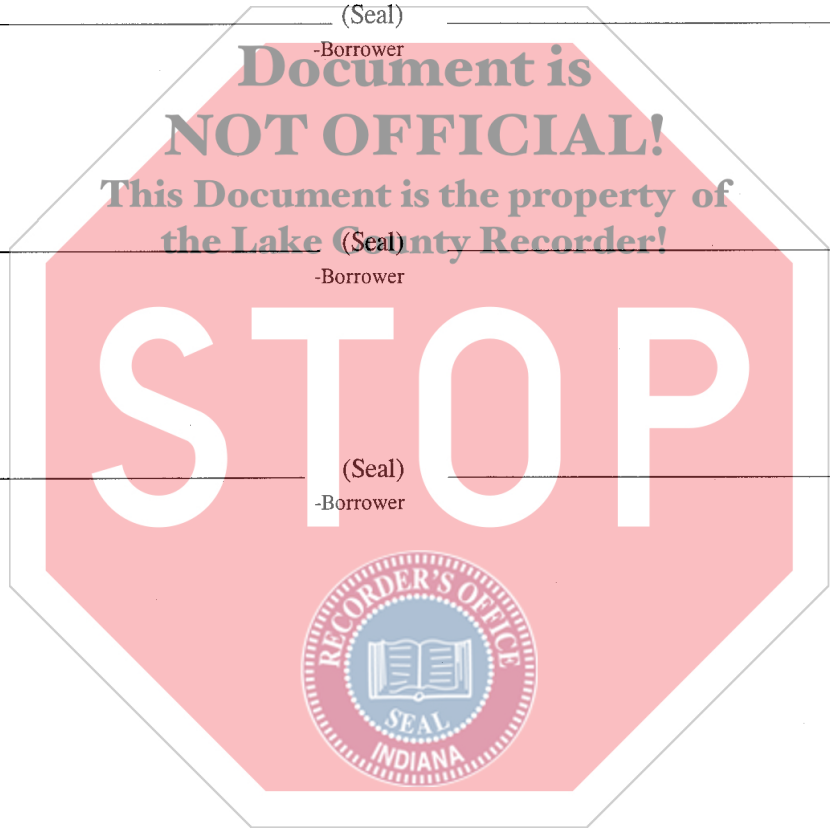 (Seal)
-Borrower
Document is
NOT OFFICIAL!
This Document is the property of
the Lake County Recorder!
(Seal)
-Borrower
STOP
(Seal)
-Borrower
RECORDER'S OFFICE
SEAL
INDIANA